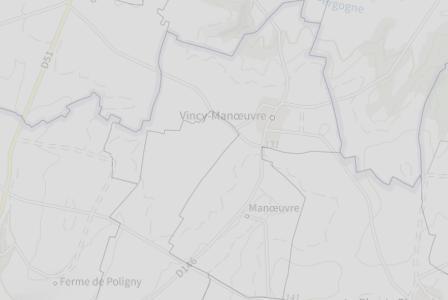 D51
Vincy-Manœuvre
Manœuvre
D146
Ferme de Poligny